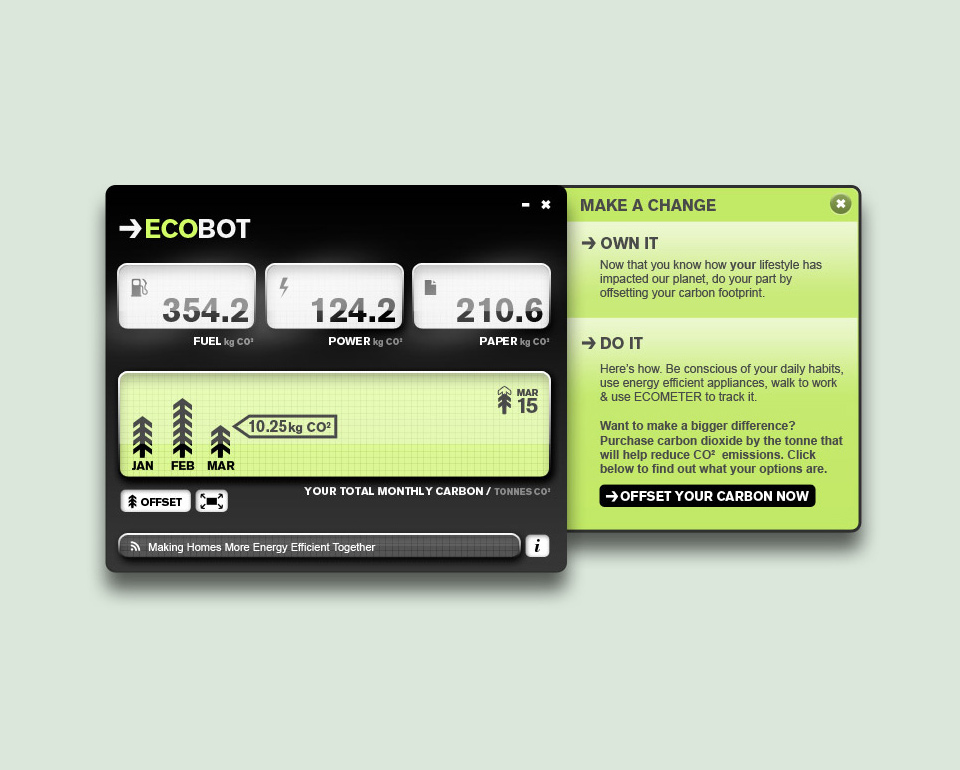 ECOBOT
354.2
124.2
210.6
FUEL kg CO²
POWER kg CO²
PAPER kg CO²
MAR
15
10.25kg CO²
JAN FEB MAR
YOUR TOTAL MONTHLY CARBON / TONNES CO²
OFFSET
Making Homes More Energy Efficient Together
i
MAKE A CHANGE
OWN IT
Now that you know how your lifestyle has
impacted our planet, do your part by
offsetting your carbon footprint.
DO IT
Here's how. Be conscious of your daily habits,
use energy efficient appliances, walk to work
& use ECOMETER to track it.
Want to make a bigger difference?
Purchase carbon dioxide by the tonne that
will help reduce CO² emissions. Click
below to find out what your options are.
OFFSET YOUR CARBON NOW